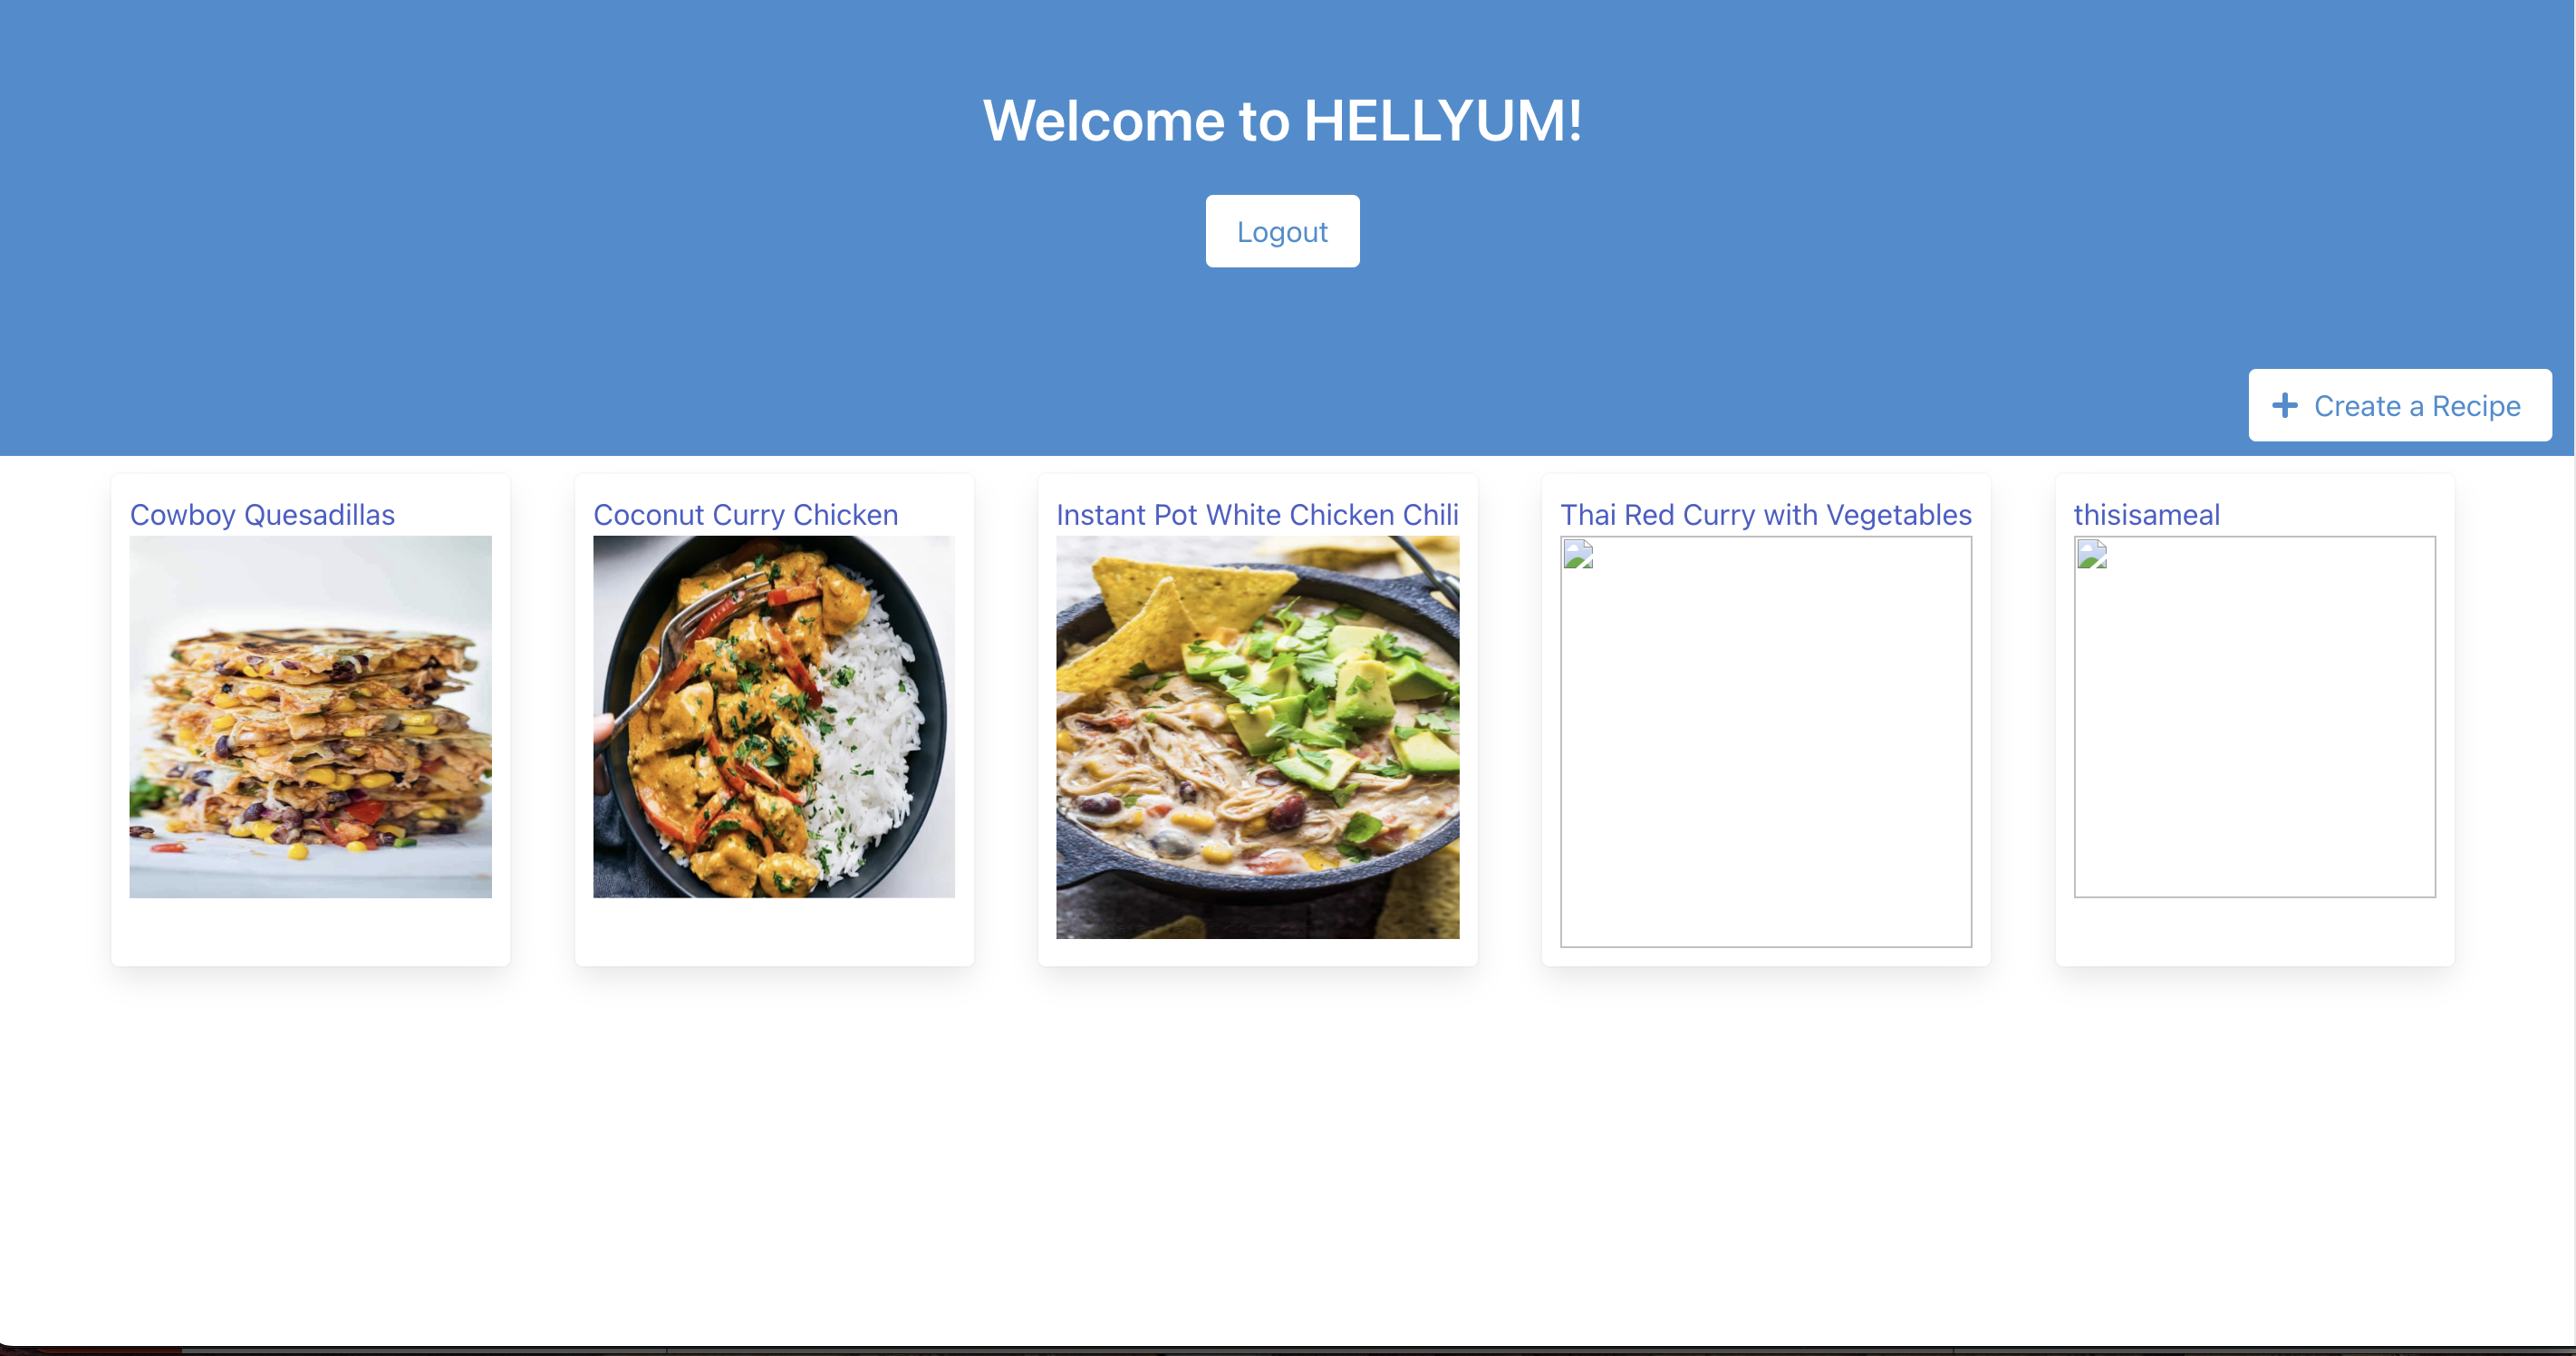 Welcome to HELLYUM!
Logout
Create a Recipe
Cowboy Quesadillas
Coconut Curry Chicken
Instant Pot White Chicken Chili
Thai Red Curry with Vegetables
thisisameal